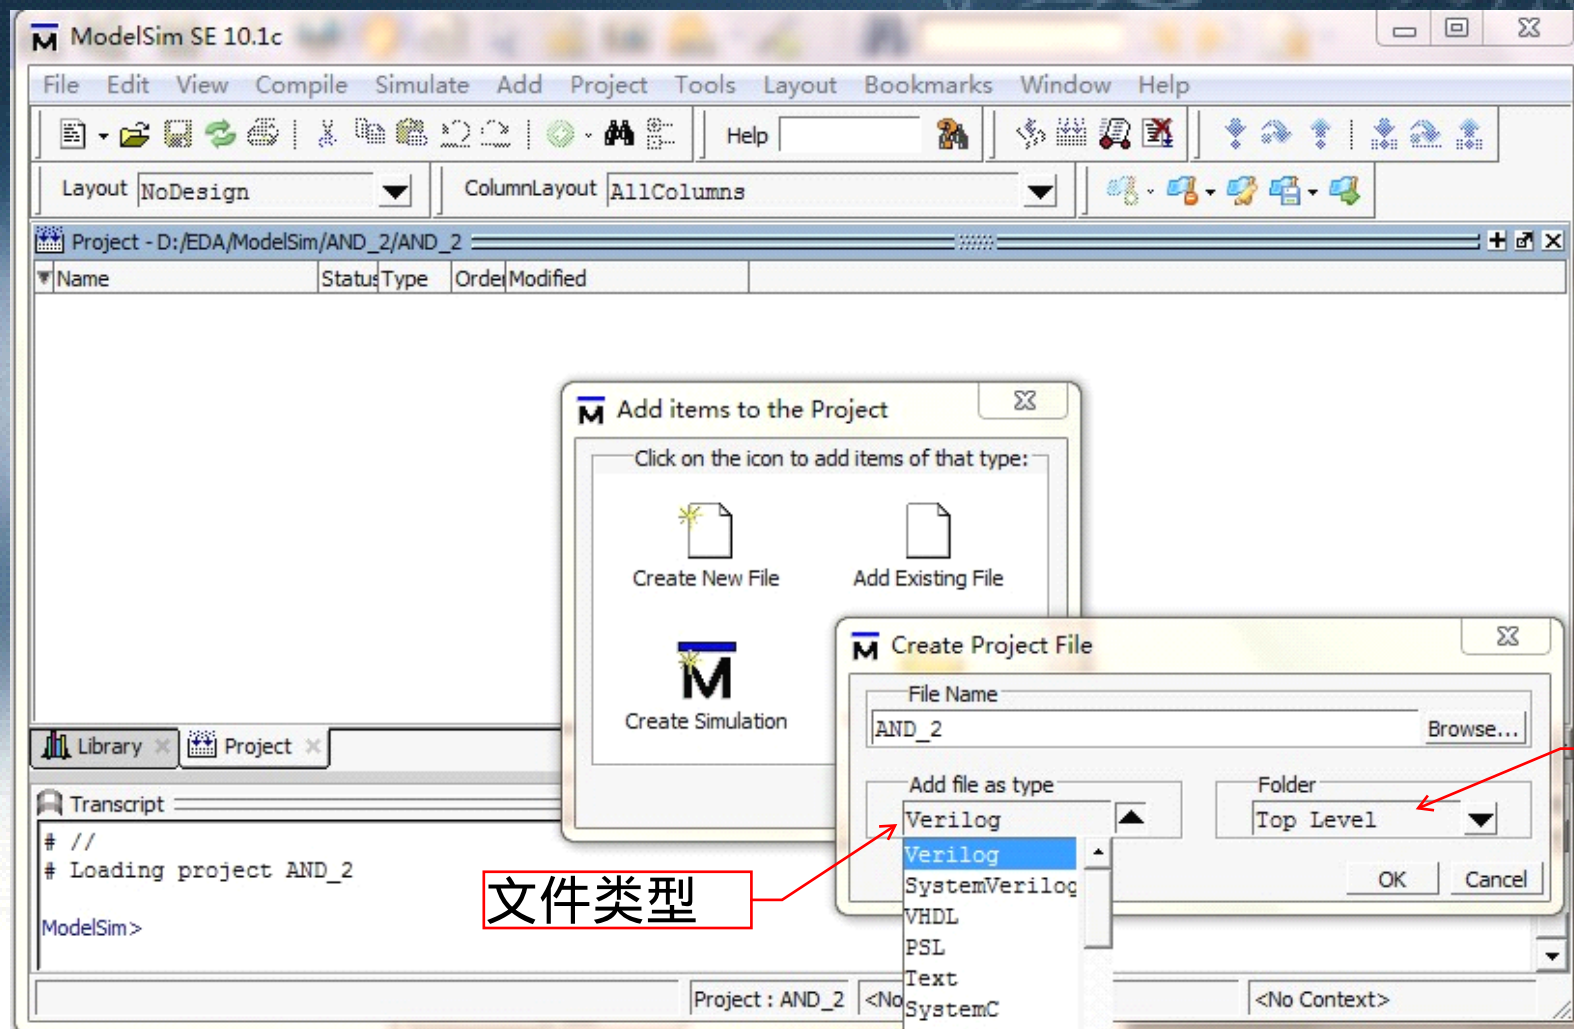 ModelSim SE 10.1c
File Edit View Compile Simulate Add Project Tools Layout Bookmarks Window Help
Help
Layout NoDesign ColumnLayout AllColumns
Project - D:/EDA/ModelSim/AND_2/AND_2
Name Status Type Order Modified
Add items to the Project
Click on the icon to add items of that type:
Create New File Add Existing File
Create Simulation
Create Project File
File Name
AND_2 Browse...
Add file as type Folder
Verilog Top Level
Verilog
SystemVerilog
VHDL
PSL
Text
SystemC
OK Cancel
文件类型
Library Project
Transcript
# //
# Loading project AND_2
ModelSim>
Project : AND_2 <No <No Context>